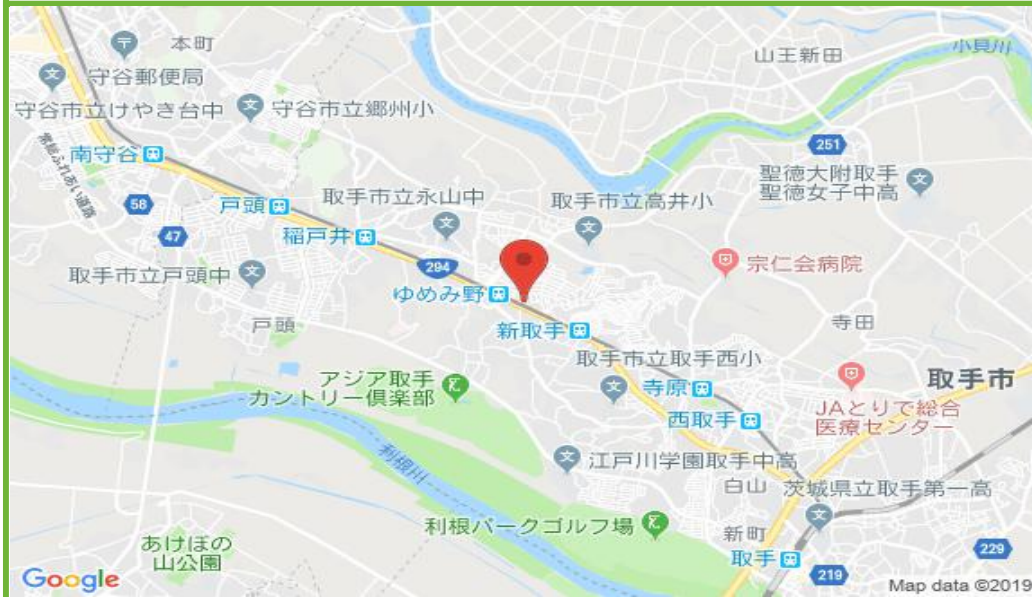 本町
守谷郵便局
守谷市立けやき台中
守谷市立郷州小
山王新田
小貝川
251
南守谷
常総ふれあい道路
58
47
戸頭
稲戸井
取手市立永山中
取手市立高井小
聖徳大附取手
聖徳女子中高
取手市立戸頭中
294
宗仁会病院
ゆめみ野
新取手
戸頭
寺田
取手市立取手西小
アジア取手
カントリー倶楽部
寺原
取手市
西取手
JAとりで総合
医療センター
利根川
江戸川学園取手中高
白山
茨城県立取手第一高
利根パークゴルフ場
新町
あけぼの
山公園
取手
219
229
Google
Map data ©2019